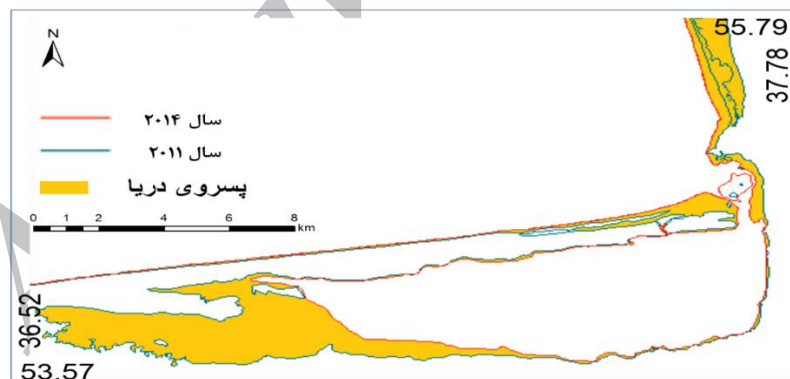 55.79
37.78
N
سال ۲۰۱۴
سال ۲۰۱۱
پسروی دریا
0 1 2 4 6 8
km
36.52
53.57